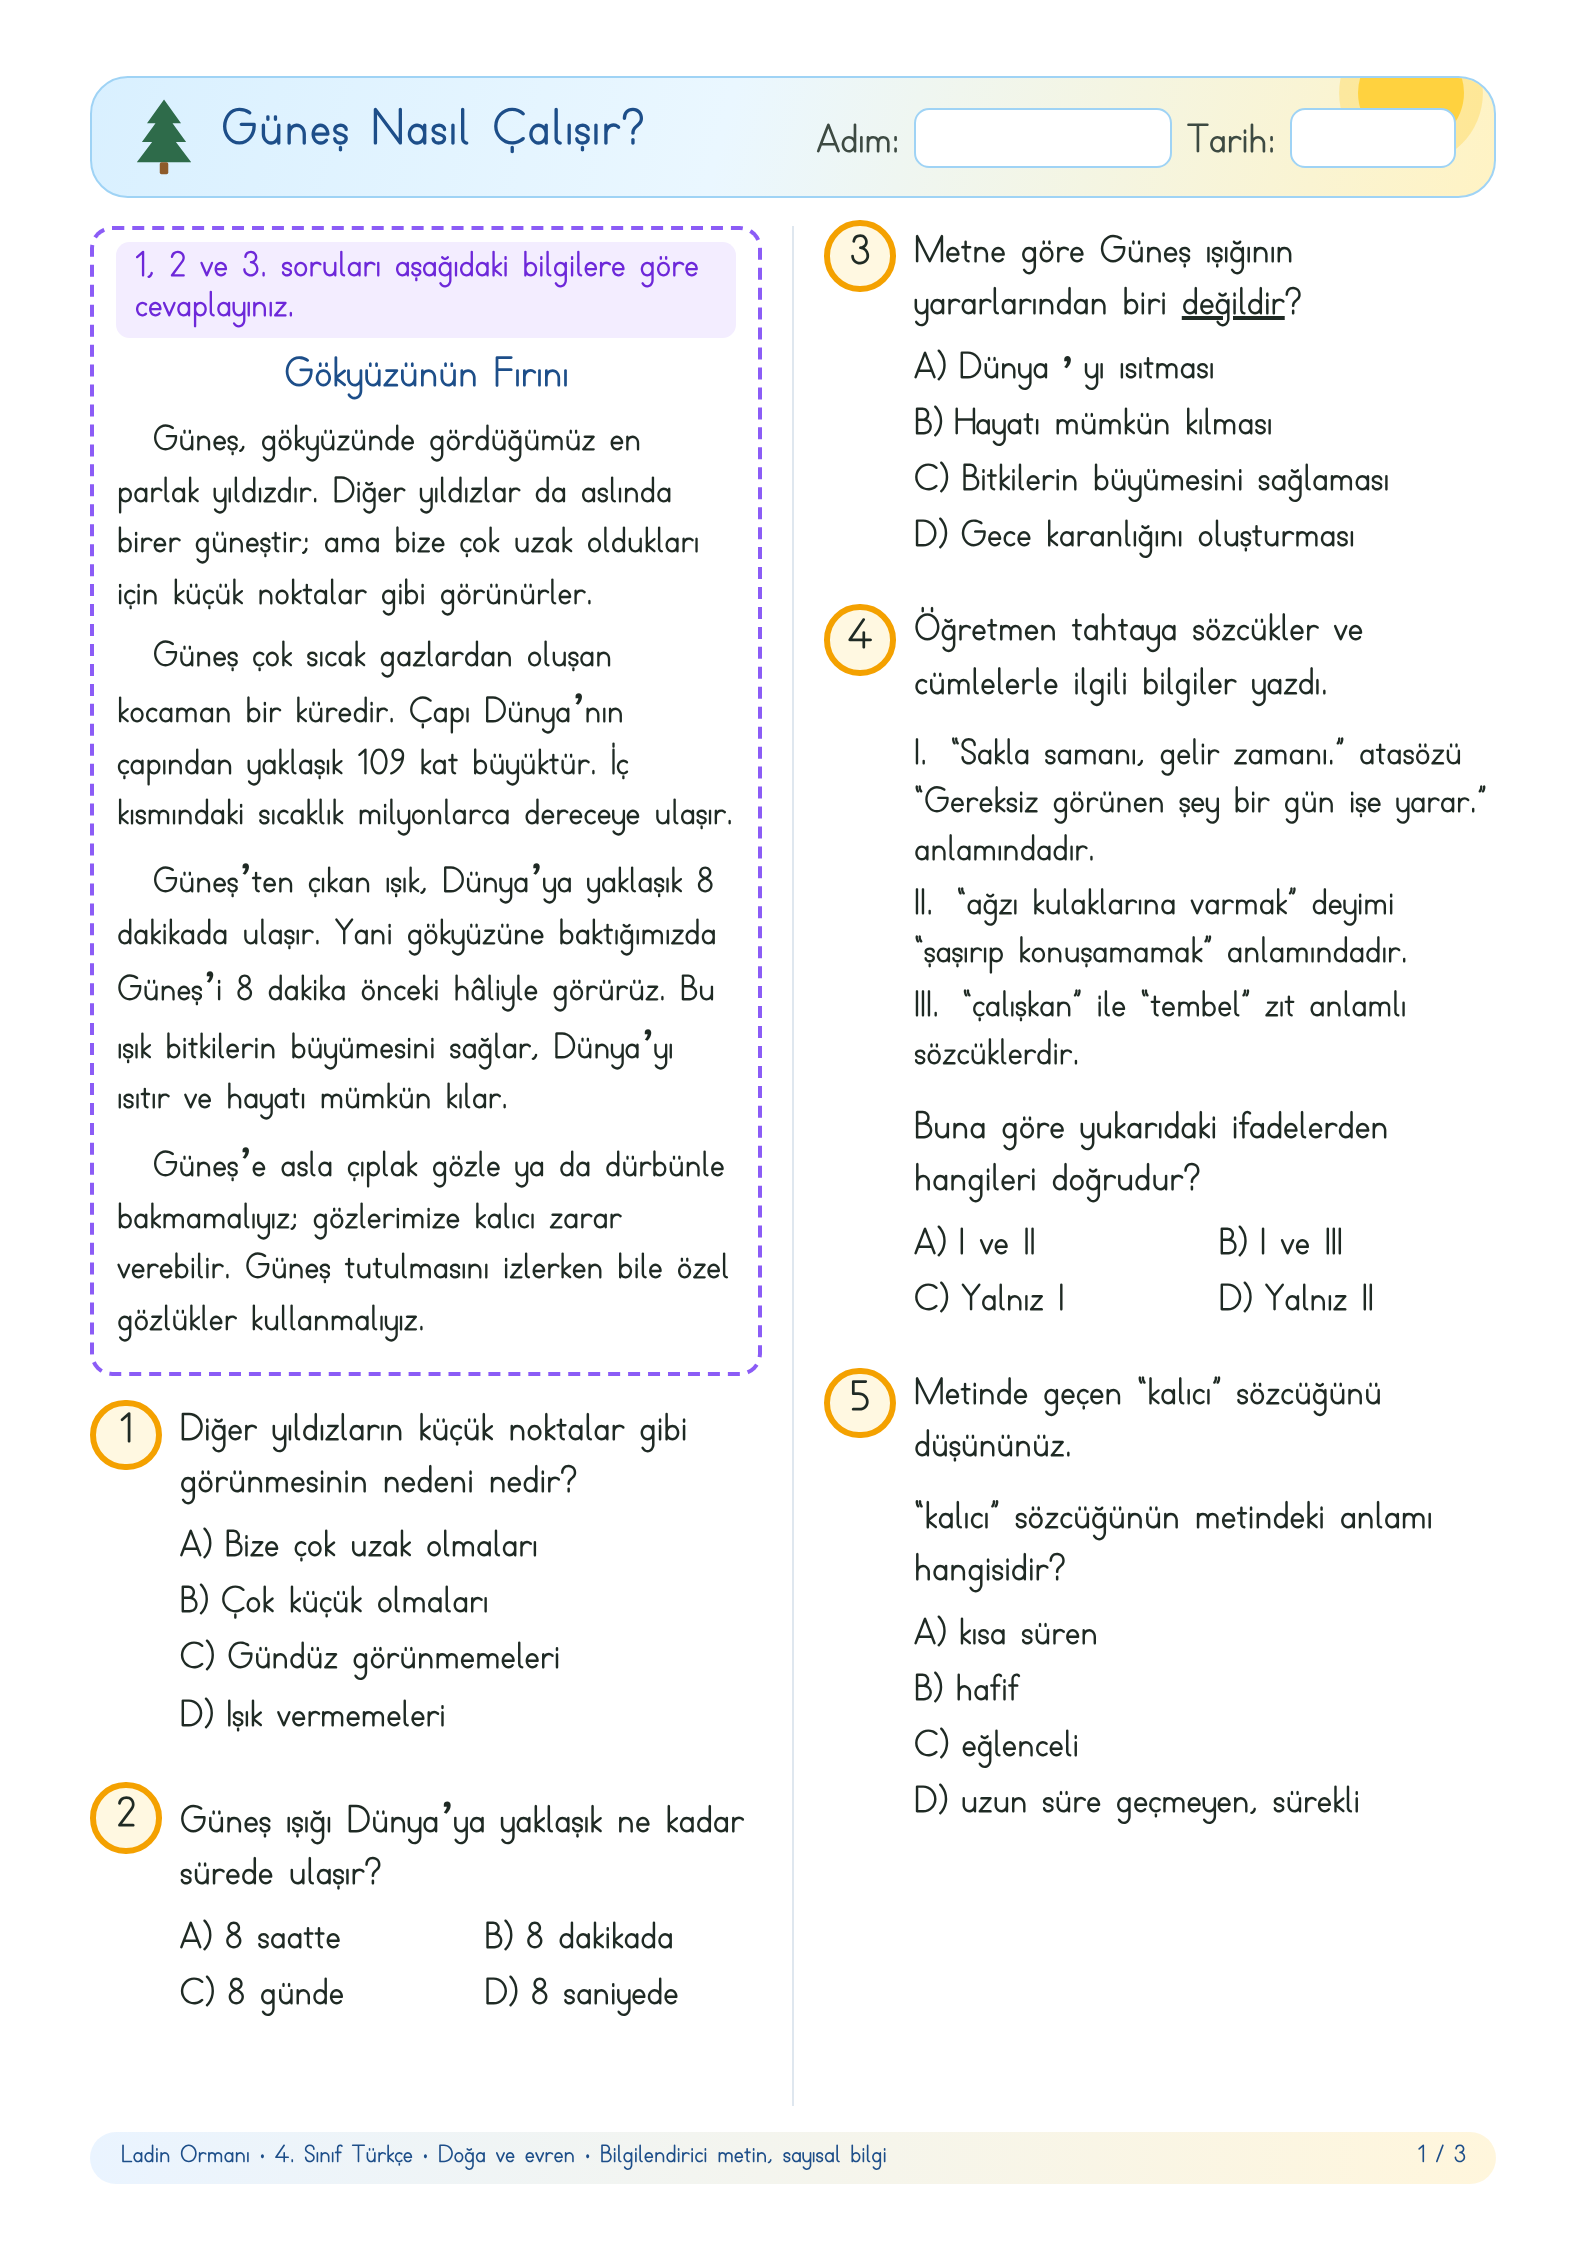 Güneş Nasıl Çalışır?
Adım:
Tarih:
1, 2 ve 3. soruları aşağıdaki bilgilere göre
cevaplayınız.
Gökyüzünün Fırını
Güneş, gökyüzünde gördüğümüz en
parlak yıldızdır. Diğer yıldızlar da aslında
birer güneştir; ama bize çok uzak oldukları
için küçük noktalar gibi görünürler.
Güneş çok sıcak gazlardan oluşan
kocaman bir küredir. Çapı Dünya’nın
çapından yaklaşık 109 kat büyüktür. İç
kısmındaki sıcaklık milyonlarca dereceye ulaşır.
Güneş’ten çıkan ışık, Dünya’ya yaklaşık 8
dakikada ulaşır. Yani gökyüzüne baktığımızda
Güneş’i 8 dakika önceki hâliyle görürüz. Bu
ışık bitkilerin büyümesini sağlar, Dünya’yı
ısıtır ve hayatı mümkün kılar.
Güneş’e asla çıplak gözle ya da dürbünle
bakmamalıyız; gözlerimize kalıcı zarar
verebilir. Güneş tutulmasını izlerken bile özel
gözlükler kullanmalıyız.
1
Diğer yıldızların küçük noktalar gibi
görünmesinin nedeni nedir?
A) Bize çok uzak olmaları
B) Çok küçük olmaları
C) Gündüz görünmemeleri
D) Işık vermemeleri
2
Güneş ışığı Dünya’ya yaklaşık ne kadar
sürede ulaşır?
A) 8 saatte B) 8 dakikada
C) 8 günde D) 8 saniyede
3
Metne göre Güneş ışığının
yararlarından biri değildir?
A) Dünya ’ yı ısıtması
B) Hayatı mümkün kılması
C) Bitkilerin büyümesini sağlaması
D) Gece karanlığını oluşturması
4
Öğretmen tahtaya sözcükler ve
cümlelerle ilgili bilgiler yazdı.
I. “Sakla samanı, gelir zamanı.” atasözü
“Gereksiz görünen şey bir gün işe yarar.”
anlamındadır.
II. “ağzı kulaklarına varmak” deyimi
“şaşırıp konuşamamak” anlamındadır.
III. “çalışkan” ile “tembel” zıt anlamlı
sözcüklerdir.
Buna göre yukarıdaki ifadelerden
hangileri doğrudur?
A) I ve II B) I ve III
C) Yalnız I D) Yalnız II
5
Metinde geçen “kalıcı” sözcüğünü
düşününüz.
“kalıcı” sözcüğünün metindeki anlamı
hangisidir?
A) kısa süren
B) hafif
C) eğlenceli
D) uzun süre geçmeyen, sürekli
Ladin Ormanı • 4. Sınıf Türkçe • Doğa ve evren • Bilgilendirici metin, sayısal bilgi
1 / 3